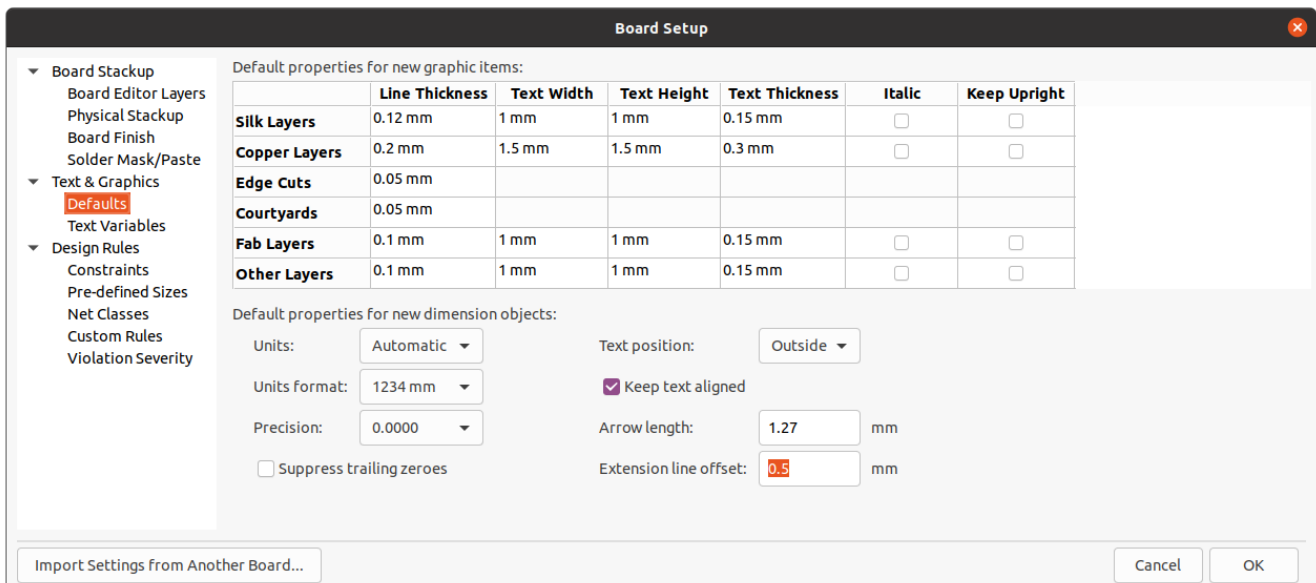 Board Setup
Board Stackup
Board Editor Layers
Physical Stackup
Board Finish
Solder Mask/Paste
Text & Graphics
Defaults
Text Variables
Design Rules
Constraints
Pre-defined Sizes
Net Classes
Custom Rules
Violation Severity
Default properties for new graphic items:
Line Thickness Text Width Text Height Text Thickness Italic Keep Upright
Silk Layers 0.12 mm 1 mm 1 mm 0.15 mm
Copper Layers 0.2 mm 1.5 mm 1.5 mm 0.3 mm
Edge Cuts 0.05 mm
Courtyards 0.05 mm
Fab Layers 0.1 mm 1 mm 1 mm 0.15 mm
Other Layers 0.1 mm 1 mm 1 mm 0.15 mm
Default properties for new dimension objects:
Units: Automatic Text position: Outside
Units format: 1234 mm Keep text aligned
Precision: 0.0000 Arrow length: 1.27 mm
Suppress trailing zeroes Extension line offset: 0.5 mm
Import Settings from Another Board... Cancel OK